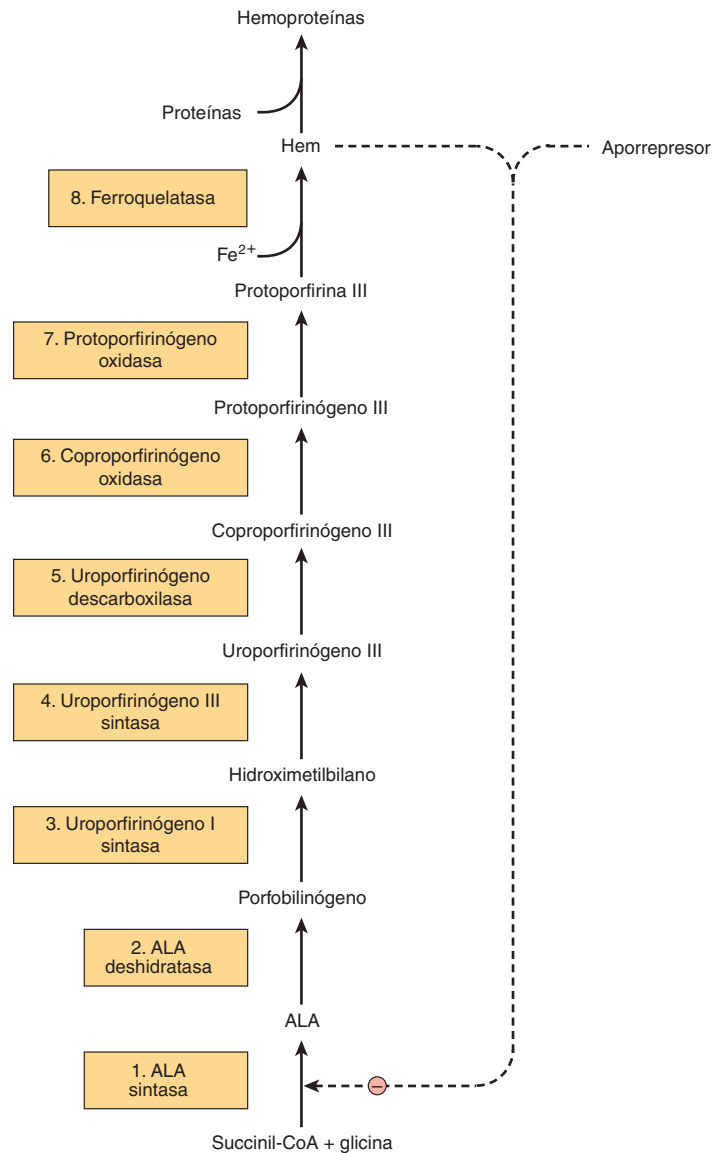 Hemoproteínas
Proteínas
Hem
Aporrepresor
8. Ferroquelatasa
Fe2+
Protoporfirina III
7. Protoporfirinógeno
oxidasa
Protoporfirinógeno III
6. Coproporfirinógeno
oxidasa
Coproporfirinógeno III
5. Uroporfirinógeno
descarboxilasa
Uroporfirinógeno III
4. Uroporfirinógeno III
sintasa
Hidroximetilbilano
3. Uroporfirinógeno I
sintasa
Porfobilinógeno
2. ALA
deshidratasa
ALA
1. ALA
sintasa
−
Succinil-CoA + glicina